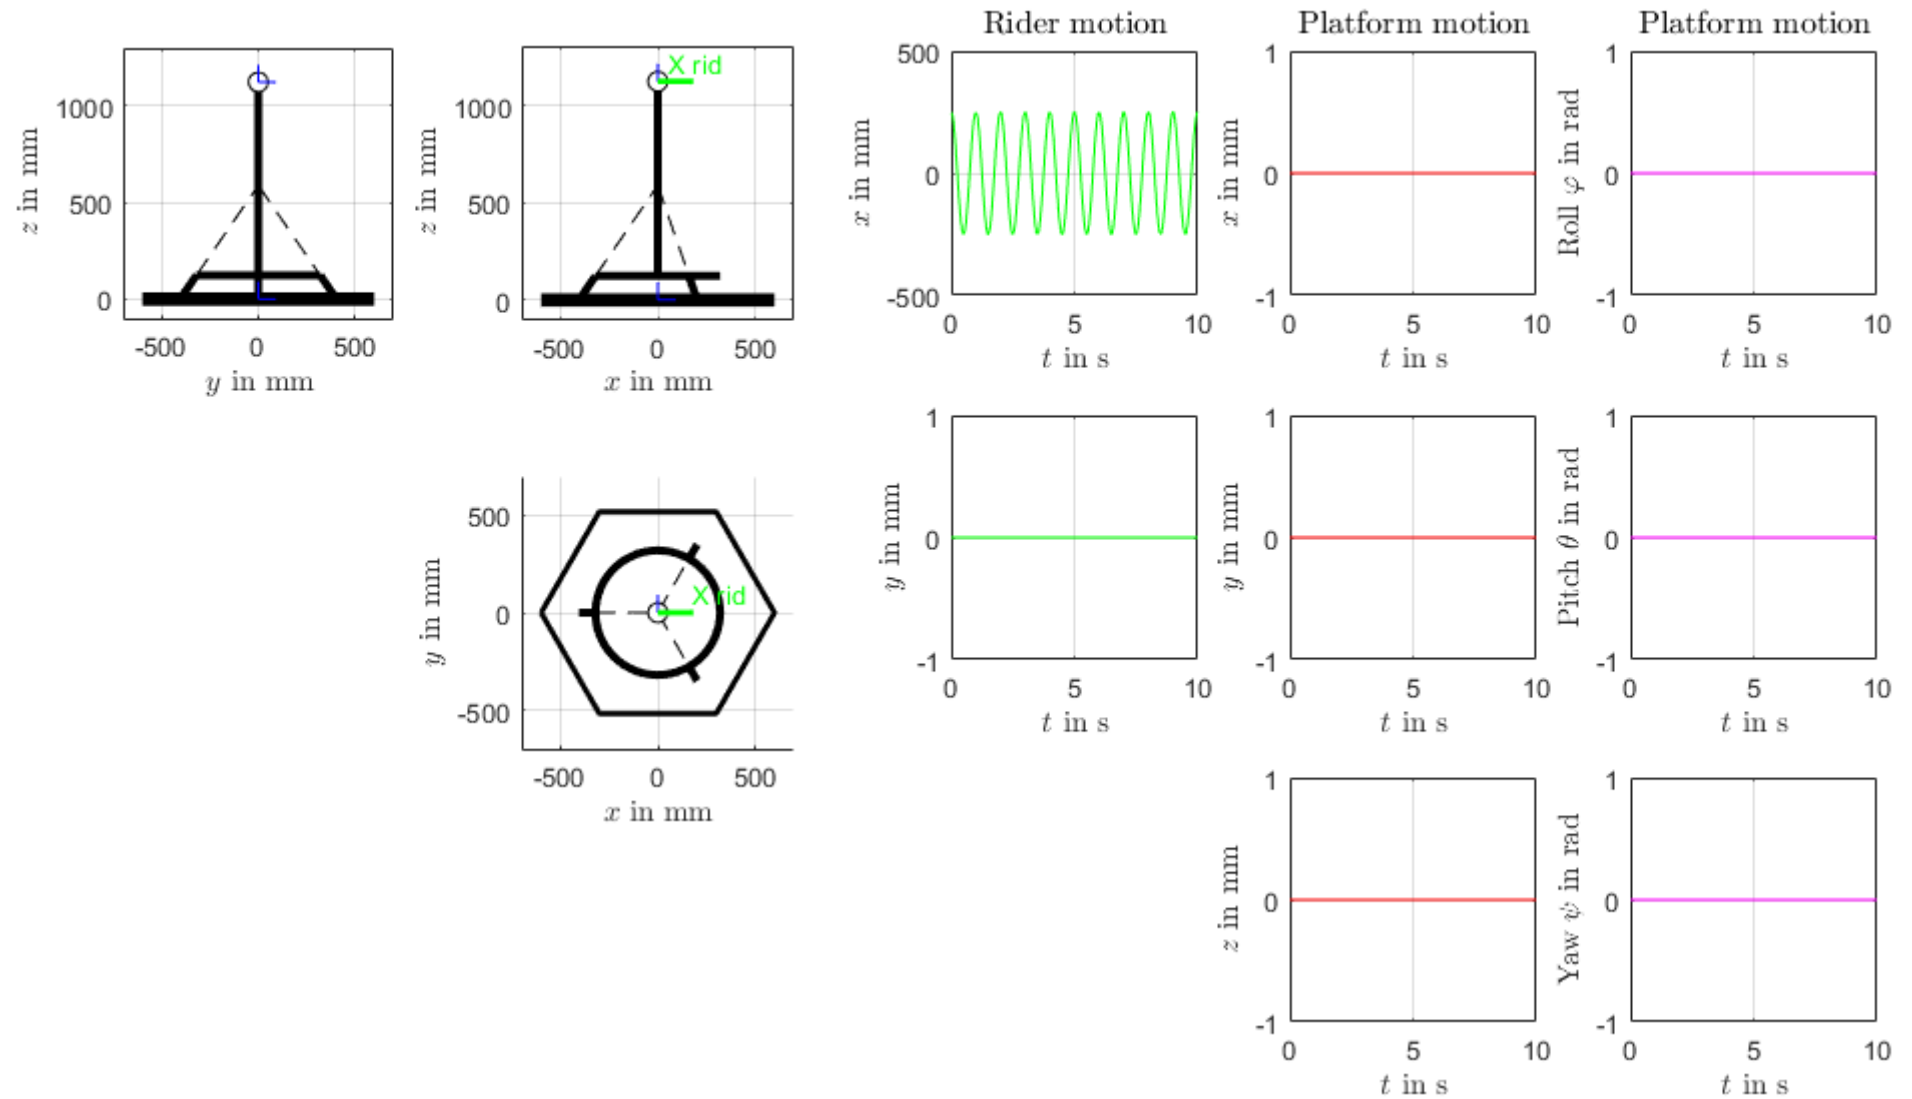 Rider motion
Platform motion
Platform motion
z in mm
1000
500
0
-500
0
500
y in mm
z in mm
1000
500
0
X rid
-500
0
500
x in mm
x in mm
500
0
-500
0
5
10
t in s
x in mm
1
0
-1
0
5
10
t in s
Roll φ in rad
1
0
-1
0
5
10
t in s
y in mm
500
0
-500
X rid
-500
0
500
x in mm
y in mm
1
0
-1
0
5
10
t in s
y in mm
1
0
-1
0
5
10
t in s
Pitch θ in rad
1
0
-1
0
5
10
t in s
z in mm
1
0
-1
0
5
10
t in s
Yaw ψ in rad
1
0
-1
0
5
10
t in s